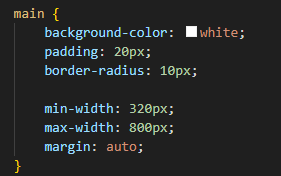 main {
background-color: white;
padding: 20px;
border-radius: 10px;
min-width: 320px;
max-width: 800px;
margin: auto;
}